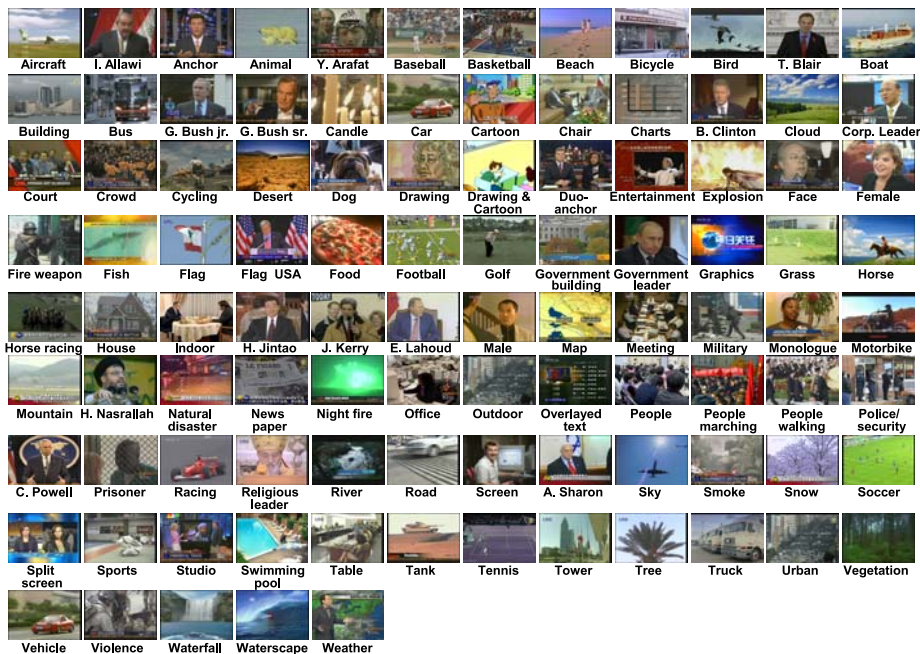 Aircraft I. Allawi Anchor Animal Y. Arafat Baseball Basketball Beach Bicycle Bird T. Blair Boat
Building Bus G. Bush jr. G. Bush sr. Candle Car Cartoon Chair Charts B. Clinton Cloud Corp. Leader
Court Crowd Cycling Desert Dog Drawing Drawing & Duo- Entertainment Explosion Face Female
Cartoon anchor
Fire weapon Fish Flag Flag USA Food Football Golf Government Government Graphics Grass Horse
building leader
TODAY
Horse racing House Indoor H. Jintao J. Kerry E. Lahoud Male Map Meeting Military Monologue Motorbike
Mountain H. Nasrallah Natural News Night fire Office Outdoor Overlayed People People People Police/
disaster paper text marching walking security
C. Powell Prisoner Racing Religious River Road Screen A. Sharon Sky Smoke Snow Soccer
leader
Split Sports Studio Swimming Table Tank Tennis Tower Tree Truck Urban Vegetation
screen pool
Vehicle Violence Waterfall Waterscape Weather